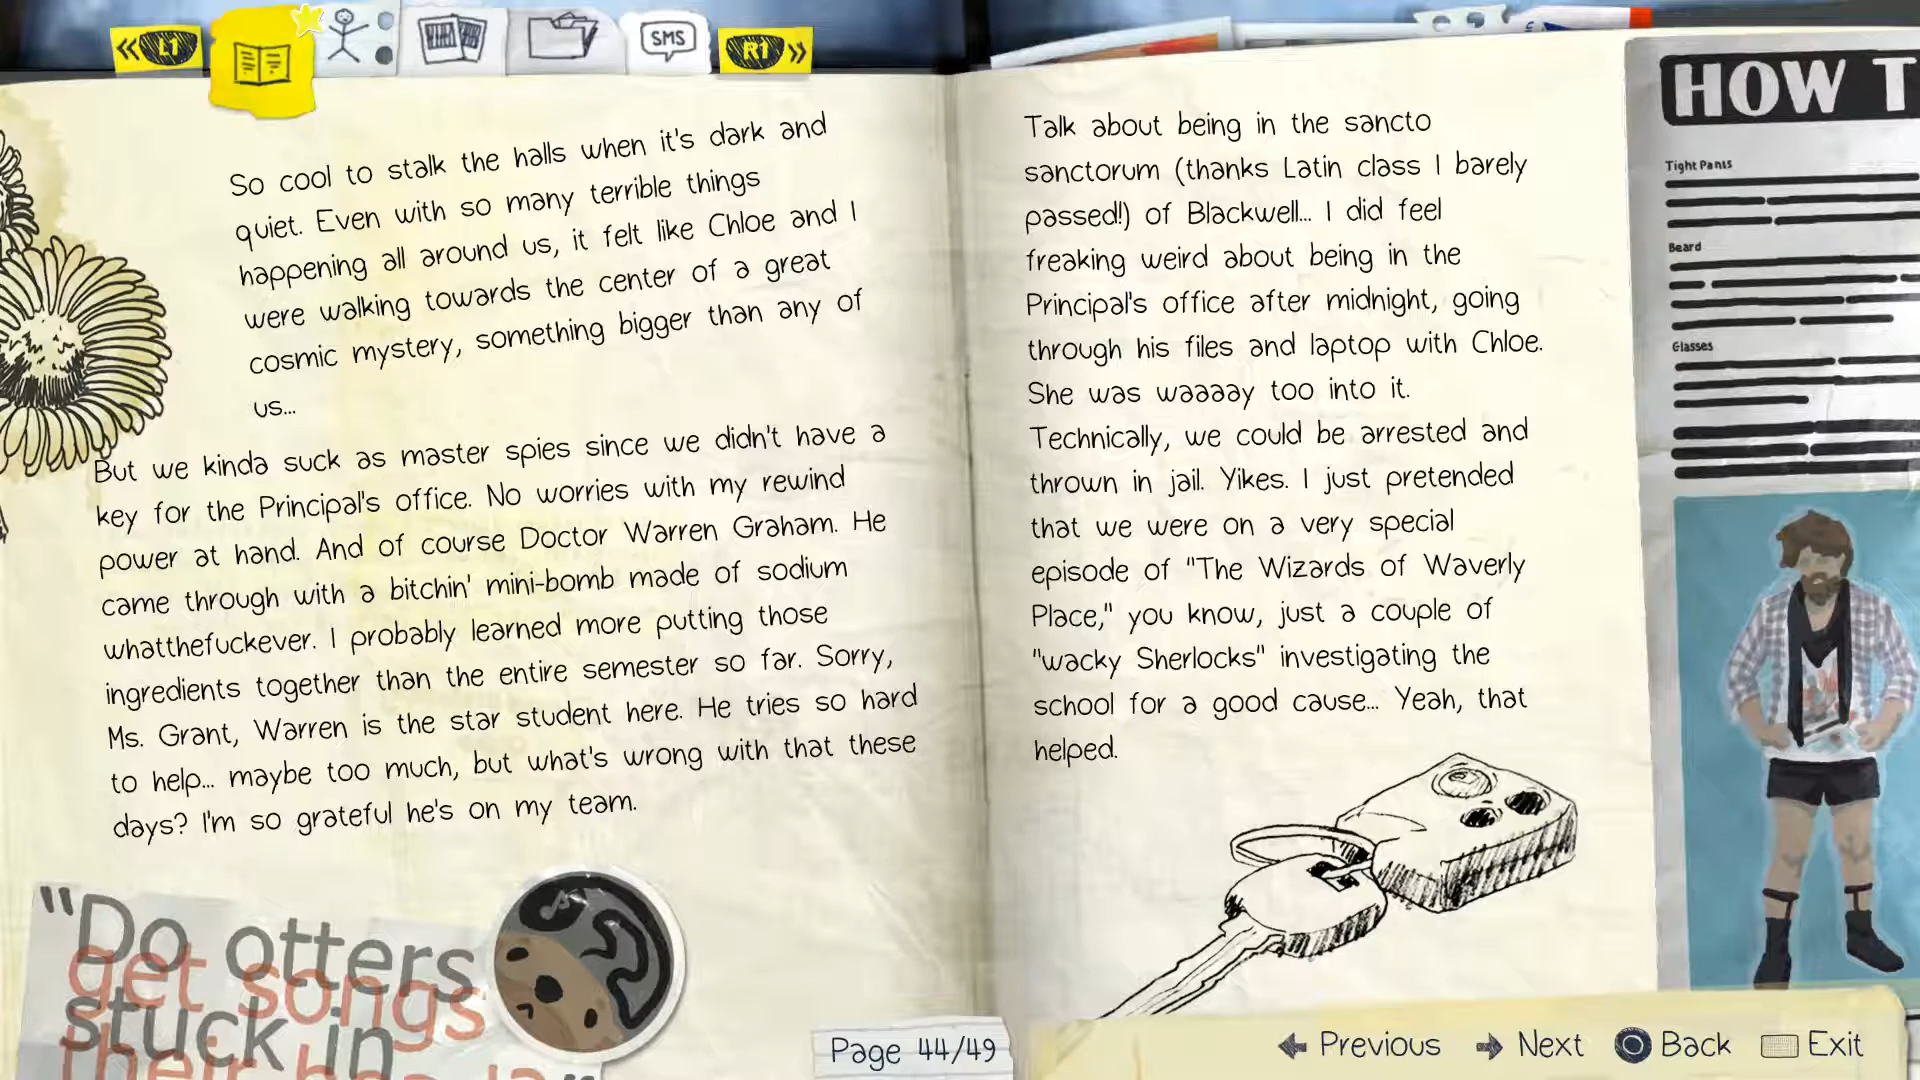 L1
SMS
R1
So cool to stalk the halls when it's dark and
quiet. Even with so many terrible things
happening all around us, it felt like Chloe and I
were walking towards the center of a great
cosmic mystery, something bigger than any of
us...
But we kinda suck as master spies since we didn't have a
key for the Principal's office. No worries with my rewind
power at hand. And of course Doctor Warren Graham. He
came through with a bitchin' mini-bomb made of sodium
whatthefuckever. I probably learned more putting those
ingredients together than the entire semester so far. Sorry,
Ms. Grant, Warren is the star student here. He tries so hard
to help... maybe too much, but what's wrong with that these
days? I'm so grateful he's on my team.
"Do otters
get songs
stuck in
their heads?"
Talk about being in the sancto
sanctorum (thanks Latin class I barely
passed!) of Blackwell... I did feel
freaking weird about being in the
Principal's office after midnight, going
through his files and laptop with Chloe.
She was waaaay too into it.
Technically, we could be arrested and
thrown in jail. Yikes. I just pretended
that we were on a very special
episode of "The Wizards of Waverly
Place," you know, just a couple of
"wacky Sherlocks" investigating the
school for a good cause... Yeah, that
helped.
HOW T
Tight Pants
Beard
Glasses
Page 44/49
Previous
Next
Back
Exit